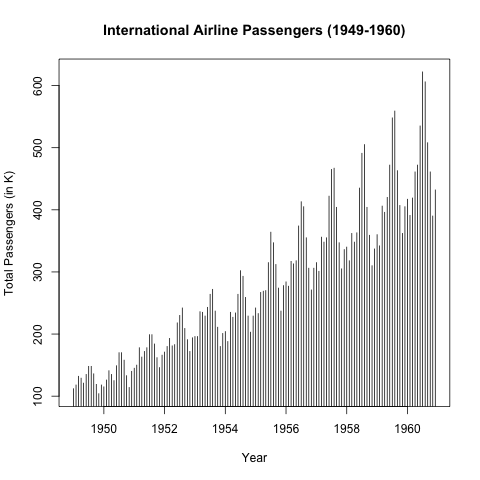 International Airline Passengers (1949-1960)
Total Passengers (in K)
600
500
400
300
200
100
1950 1952 1954 1956 1958 1960
Year